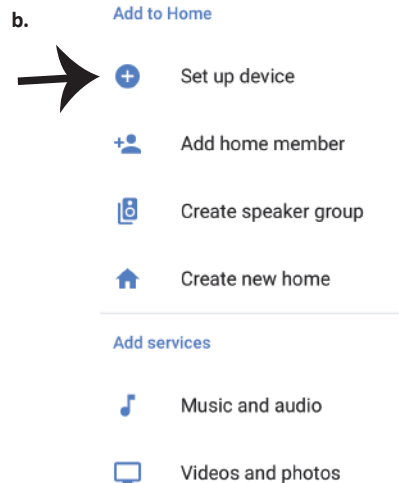 b.
Add to Home
Set up device
Add home member
Create speaker group
Create new home
Add services
Music and audio
Videos and photos